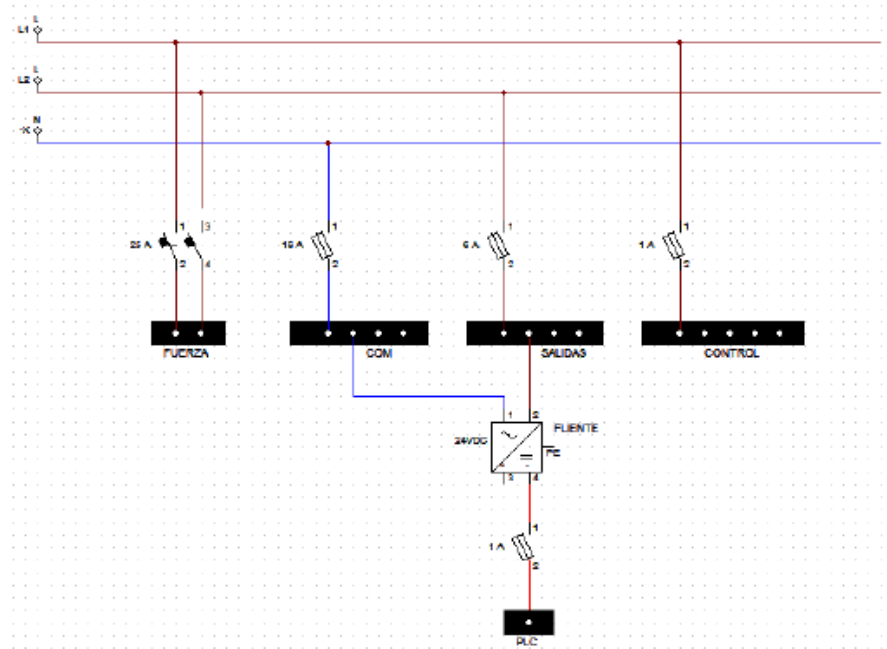 L
L1
L
L2
N
1 3
25 A
2 4
1
2
1
6 A
2
1
1 A
2
FUERZA
COM
SALIDAS
CONTROL
1 2
24VDC
FUENTE
PE
3 4
1
1 A
2
PLC